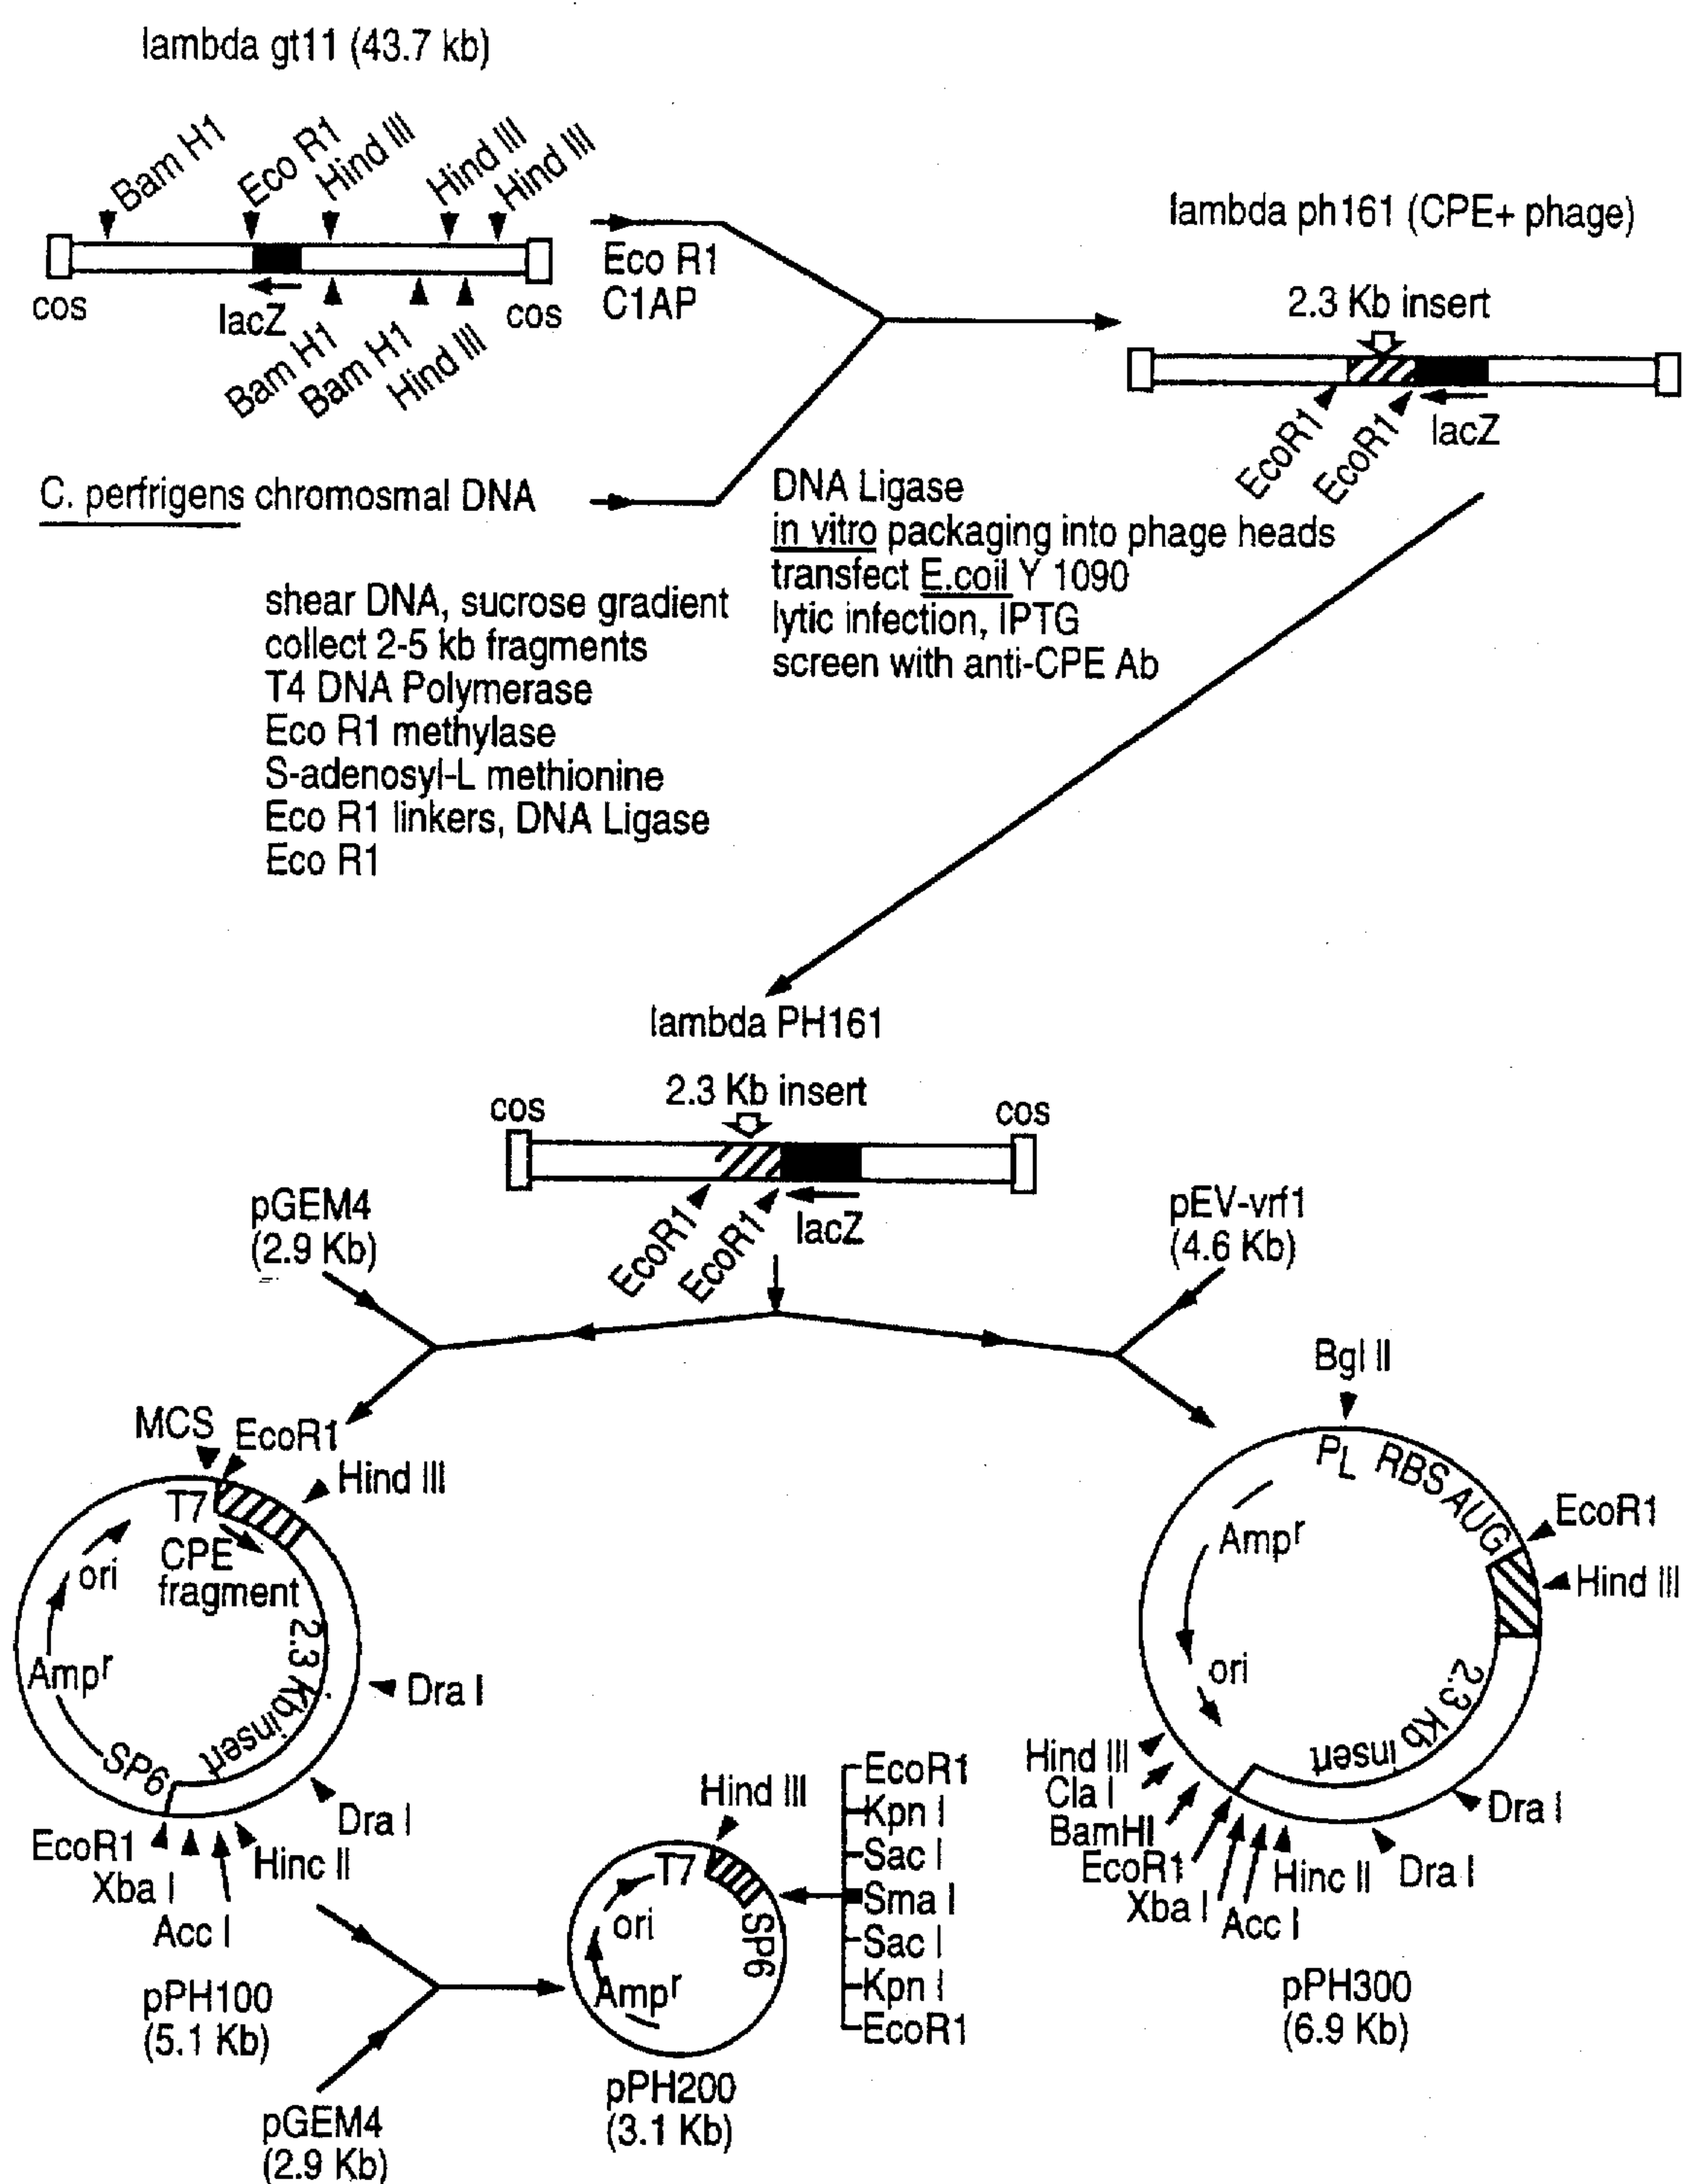 lambda gt11 (43.7 kb)
Bam H1
Eco R1
Hind III
Hind III
Hind III
cos
lacZ
cos
Bam H1
Bam H1
Hind III
Eco R1
C1AP
lambda ph161 (CPE+ phage)
2.3 Kb insert
EcoR1
EcoR1
lacZ
C. perfrigens chromosmal DNA
shear DNA, sucrose gradient
collect 2-5 kb fragments
T4 DNA Polymerase
Eco R1 methylase
S-adenosyl-L methionine
Eco R1 linkers, DNA Ligase
Eco R1
DNA Ligase
in vitro packaging into phage heads
transfect E.coil Y 1090
lytic infection, IPTG
screen with anti-CPE Ab
lambda PH161
2.3 Kb insert
cos
cos
EcoR1
EcoR1
lacZ
pGEM4
(2.9 Kb)
pEV-vrf1
(4.6 Kb)
MCS
EcoR1
Hind III
T7
CPE
fragment
ori
Ampr
SP6
2.3 Kb insert
Dra I
Dra I
Hinc II
EcoR1
Xba I
Acc I
pPH100
(5.1 Kb)
pGEM4
(2.9 Kb)
Hind III
T7
ori
SP6
Ampr
pPH200
(3.1 Kb)
EcoR1
Kpn I
Sac I
Sma I
Sac I
Kpn I
EcoR1
Bgl II
PL RBS AUG
EcoR1
Hind III
Ampr
ori
2.3 Kb insert
Hind III
Cla I
BamHI
EcoR1
Xba I
Acc I
Hinc II
Dra I
Dra I
pPH300
(6.9 Kb)